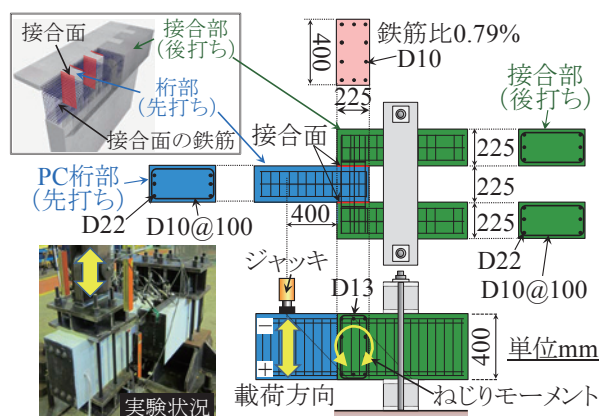 接合面
接合部
(後打ち)
桁部
(先打ち)
接合面の鉄筋
400
鉄筋比0.79%
D10
225
接合部
(後打ち)
接合面
PC桁部
(先打ち)
D22
D10@100
400
225
225
225
D22
D10@100
ジャッキ
D13
−
+
載荷方向
ねじりモーメント
400
単位mm
実験状況